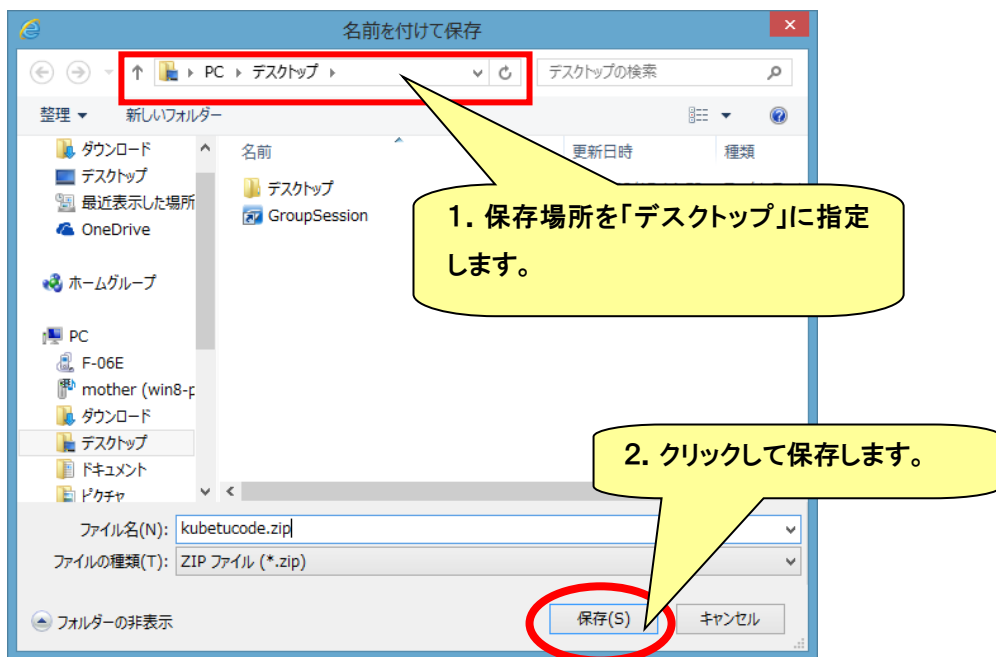 名前を付けて保存
PC デスクトップ
デスクトップの検索
整理
新しいフォルダー
ダウンロード
デスクトップ
最近表示した場所
OneDrive
ホームグループ
PC
F-06E
mother (win8-p
ダウンロード
デスクトップ
ドキュメント
ピクチャ
名前
更新日時
種類
デスクトップ
GroupSession
1. 保存場所を「デスクトップ」に指定
します。
2. クリックして保存します。
ファイル名(N): kubetucode.zip
ファイルの種類(T): ZIP ファイル (*.zip)
フォルダーの非表示
保存(S)
キャンセル